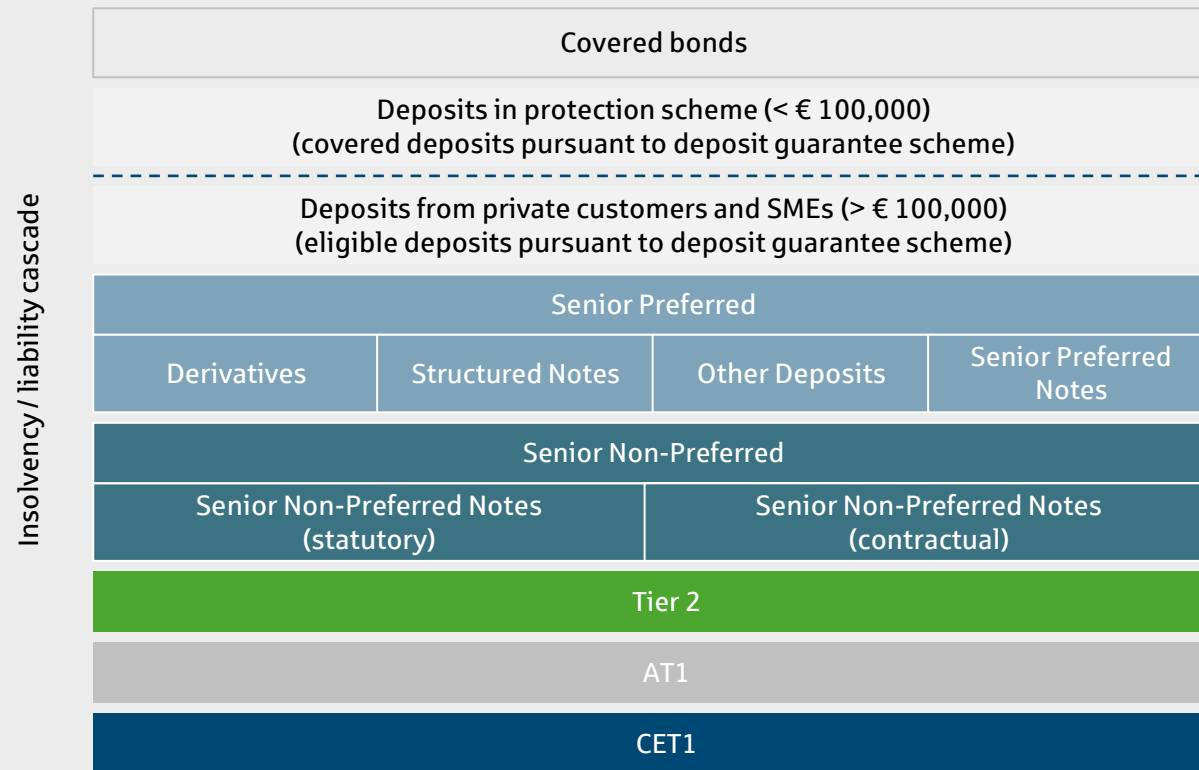 Insolvency / liability cascade
Covered bonds
Deposits in protection scheme (< € 100,000)
(covered deposits pursuant to deposit guarantee scheme)
Deposits from private customers and SMEs (> € 100,000)
(eligible deposits pursuant to deposit guarantee scheme)
Senior Preferred
Derivatives
Structured Notes
Other Deposits
Senior Preferred
Notes
Senior Non-Preferred
Senior Non-Preferred Notes
(statutory)
Senior Non-Preferred Notes
(contractual)
Tier 2
AT1
CET1